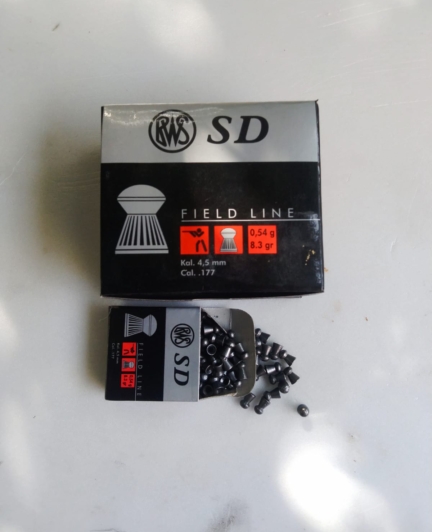 RWS SD
FIELD LINE
0,54 g
8.3 gr
Kal. 4,5 mm
Cal. .177
RWS SD
FIELD LINE